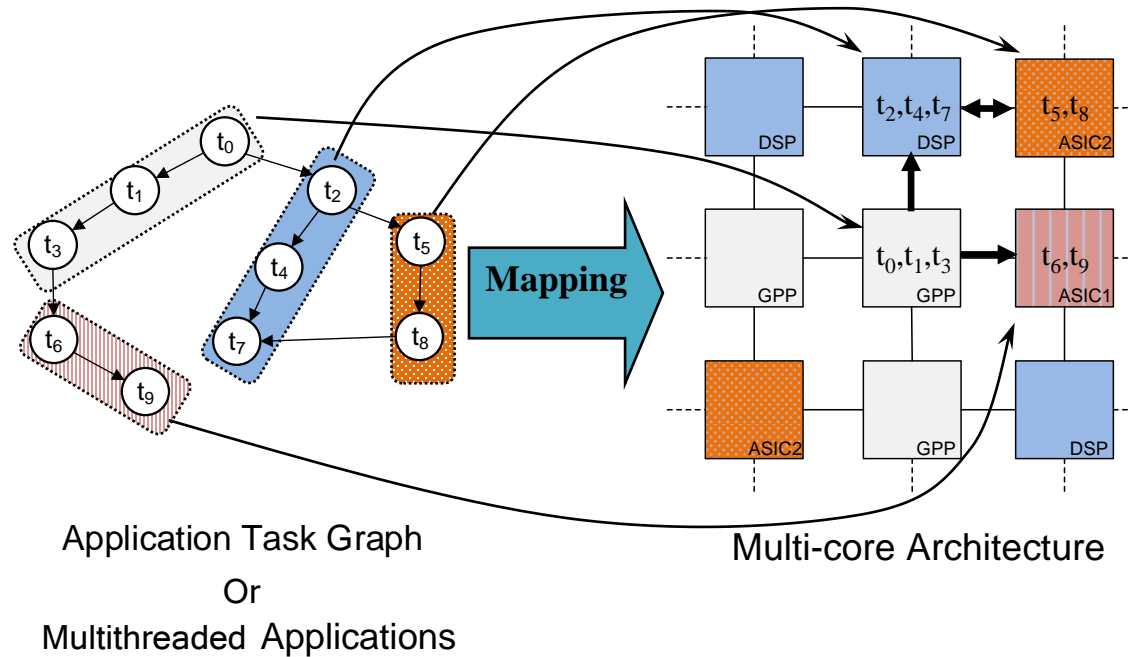 t0
t1
t2
t3
t4
t5
t6
t7
t8
t9
Mapping
DSP
t2,t4,t7
DSP
t5,t8
ASIC2
GPP
t0,t1,t3
GPP
t6,t9
ASIC1
ASIC2
GPP
DSP
Application Task Graph
Or
Multithreaded Applications
Multi-core Architecture